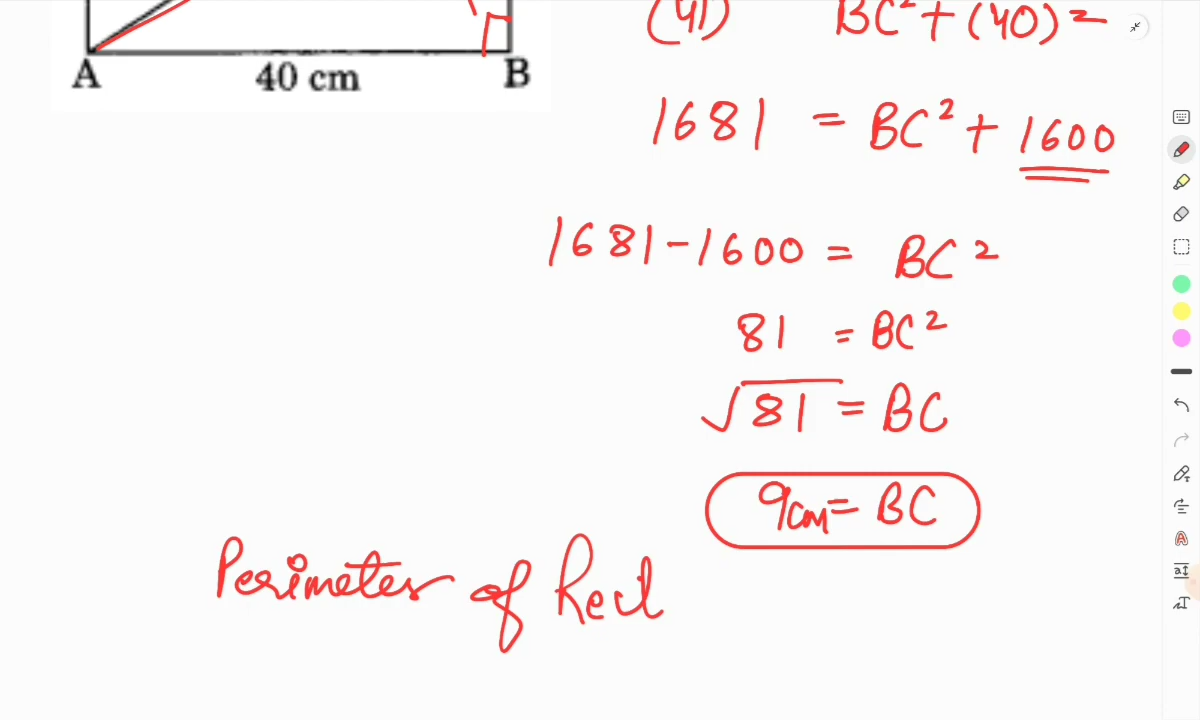 (41) BC² + (40)²
A 40 cm B
1681 = BC² + 1600
1681 - 1600 = BC²
81 = BC²
√81 = BC
9cm = BC
Perimeter of Rect